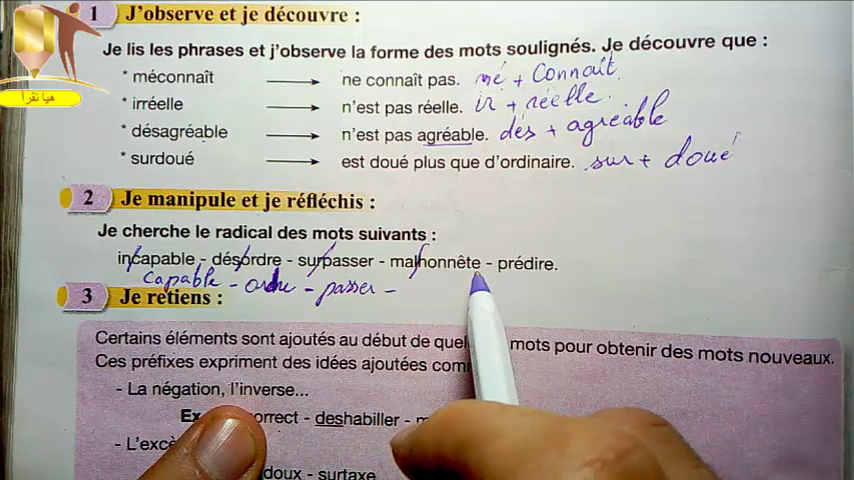 1 J'observe et je découvre :
Je lis les phrases et j'observe la forme des mots soulignés. Je découvre que :
* méconnaît → ne connaît pas. mé + Connaît.
* irréelle → n'est pas réelle. ir + réelle.
* désagréable → n'est pas agréable. dés + agréable
* surdoué → est doué plus que d'ordinaire. sur + doué
هيا نقرأ
2 Je manipule et je réfléchis :
Je cherche le radical des mots suivants :
incapable - désordre - surpasser - malhonnête - prédire.
Capable - ordre - passer -
3 Je retiens :
Certains éléments sont ajoutés au début de quel mots pour obtenir des mots nouveaux.
Ces préfixes expriment des idées ajoutées com
- La négation, l'inverse...
Ex orrect - deshabiller - m
- L'excè
doux - surtaxe